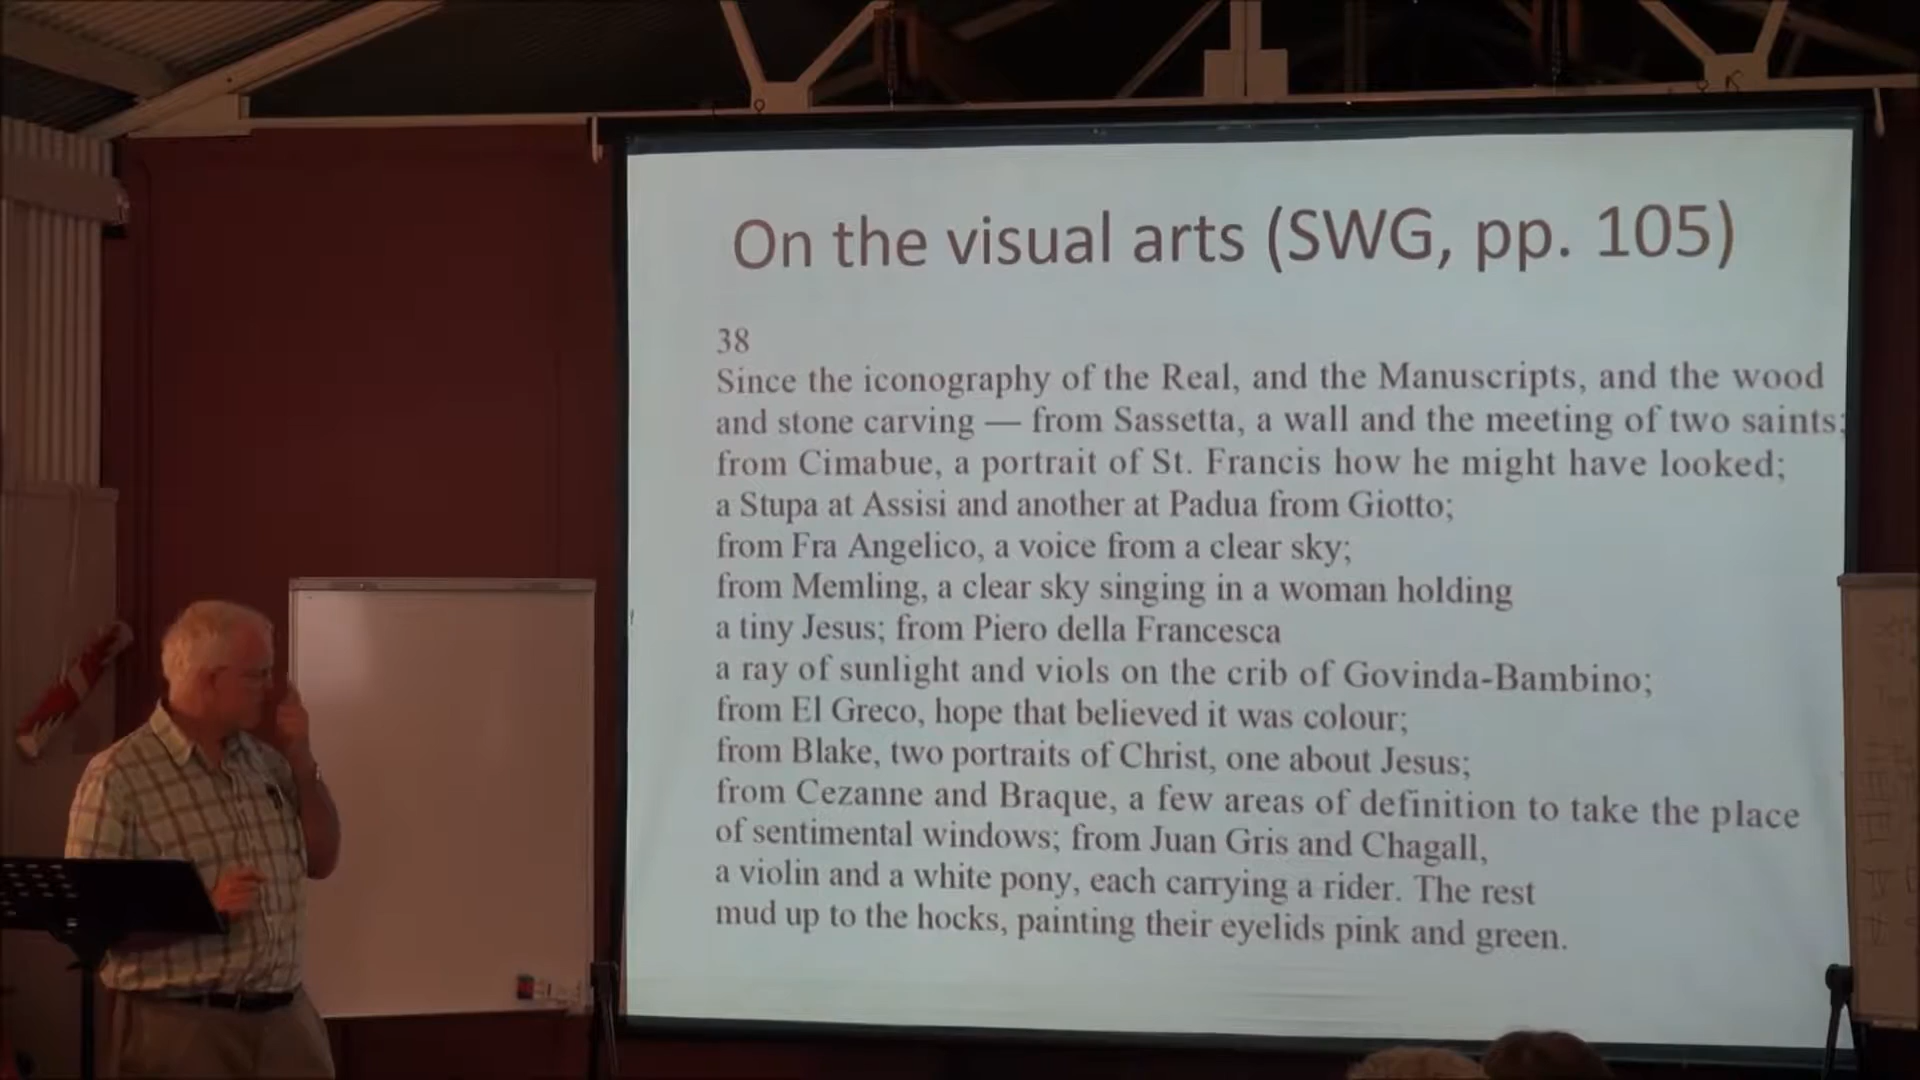 On the visual arts (SWG, pp. 105)
38
Since the iconography of the Real, and the Manuscripts, and the wood
and stone carving — from Sassetta, a wall and the meeting of two saints;
from Cimabue, a portrait of St. Francis how he might have looked;
a Stupa at Assisi and another at Padua from Giotto;
from Fra Angelico, a voice from a clear sky;
from Memling, a clear sky singing in a woman holding
a tiny Jesus; from Piero della Francesca
a ray of sunlight and viols on the crib of Govinda-Bambino;
from El Greco, hope that believed it was colour;
from Blake, two portraits of Christ, one about Jesus;
from Cezanne and Braque, a few areas of definition to take the place
of sentimental windows; from Juan Gris and Chagall,
a violin and a white pony, each carrying a rider. The rest
mud up to the hocks, painting their eyelids pink and green.